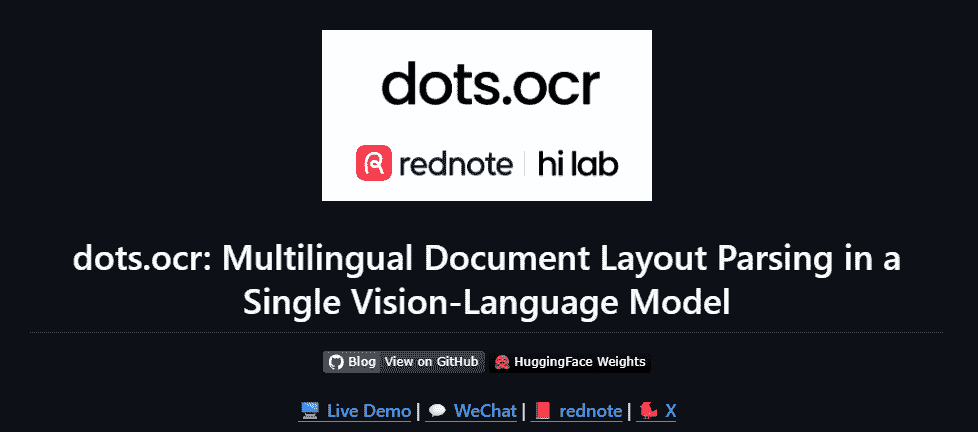 dots.ocr
rednote | hi lab
dots.ocr: Multilingual Document Layout Parsing in a
Single Vision-Language Model
Blog View on GitHub HuggingFace Weights
Live Demo | WeChat | rednote | X